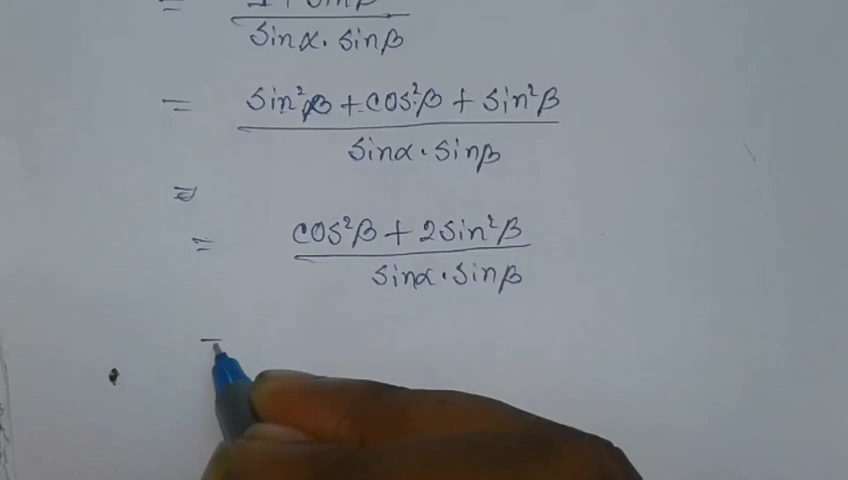 =
sinα. sinβ
= sin²β + cos²β + sin²β
sinα · sinβ
=
= cos²β + 2sin²β
sinα · sinβ